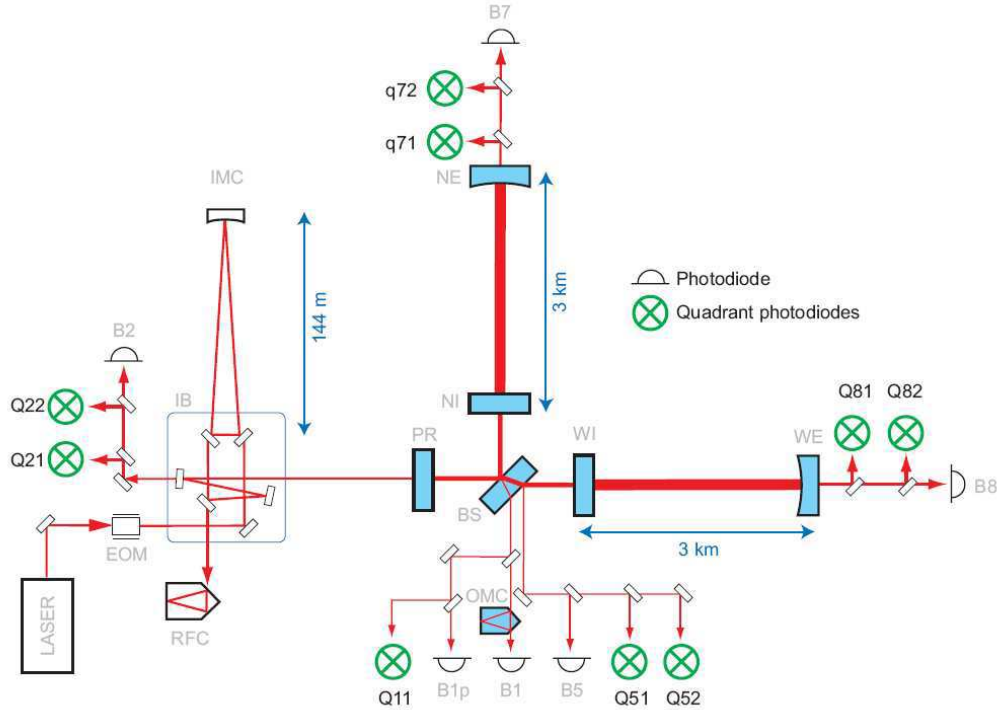 B7
q72
q71
NE
IMC
144 m
3 km
Photodiode
Quadrant photodiodes
B2
Q22
Q21
IB
NI
PR
WI
Q81
Q82
WE
B8
BS
3 km
EOM
LASER
RFC
OMC
Q11
B1p
B1
B5
Q51
Q52